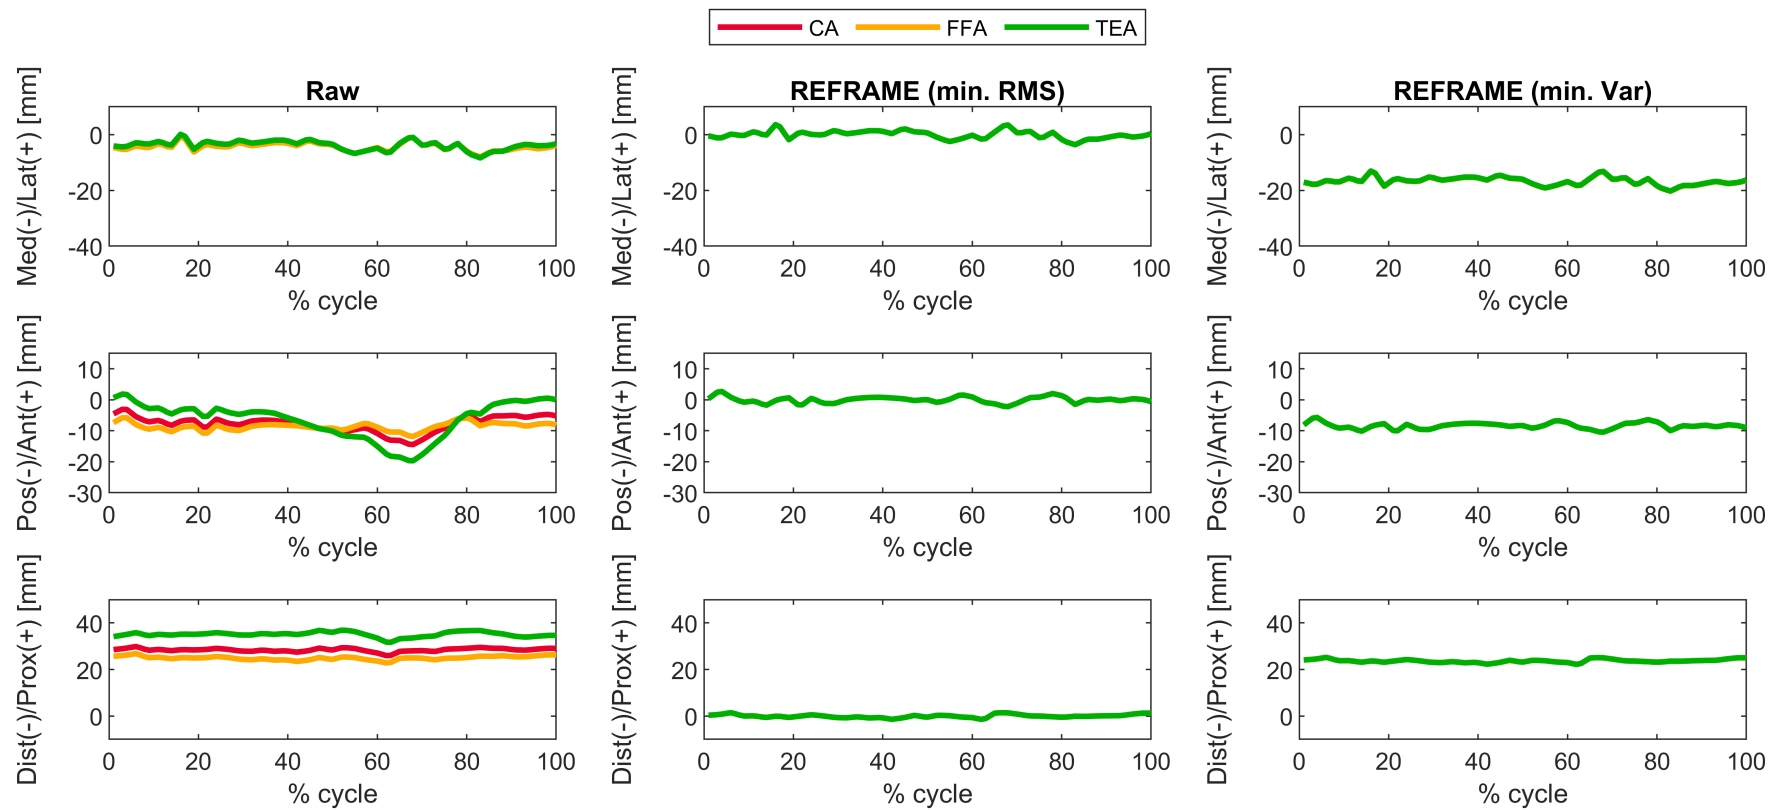 CA FFA TEA
Raw REFRAME (min. RMS) REFRAME (min. Var)
Med(-)/Lat(+) [mm] Med(-)/Lat(+) [mm] Med(-)/Lat(+) [mm]
0 0 0
-20 -20 -20
-40 -40 -40
0 20 40 60 80 100 0 20 40 60 80 100 0 20 40 60 80 100
% cycle % cycle % cycle
Pos(-)/Ant(+) [mm] Pos(-)/Ant(+) [mm] Pos(-)/Ant(+) [mm]
10 10 10
0 0 0
-10 -10 -10
-20 -20 -20
-30 -30 -30
0 20 40 60 80 100 0 20 40 60 80 100 0 20 40 60 80 100
% cycle % cycle % cycle
Dist(-)/Prox(+) [mm] Dist(-)/Prox(+) [mm] Dist(-)/Prox(+) [mm]
40 40 40
20 20 20
0 0 0
0 20 40 60 80 100 0 20 40 60 80 100 0 20 40 60 80 100
% cycle % cycle % cycle